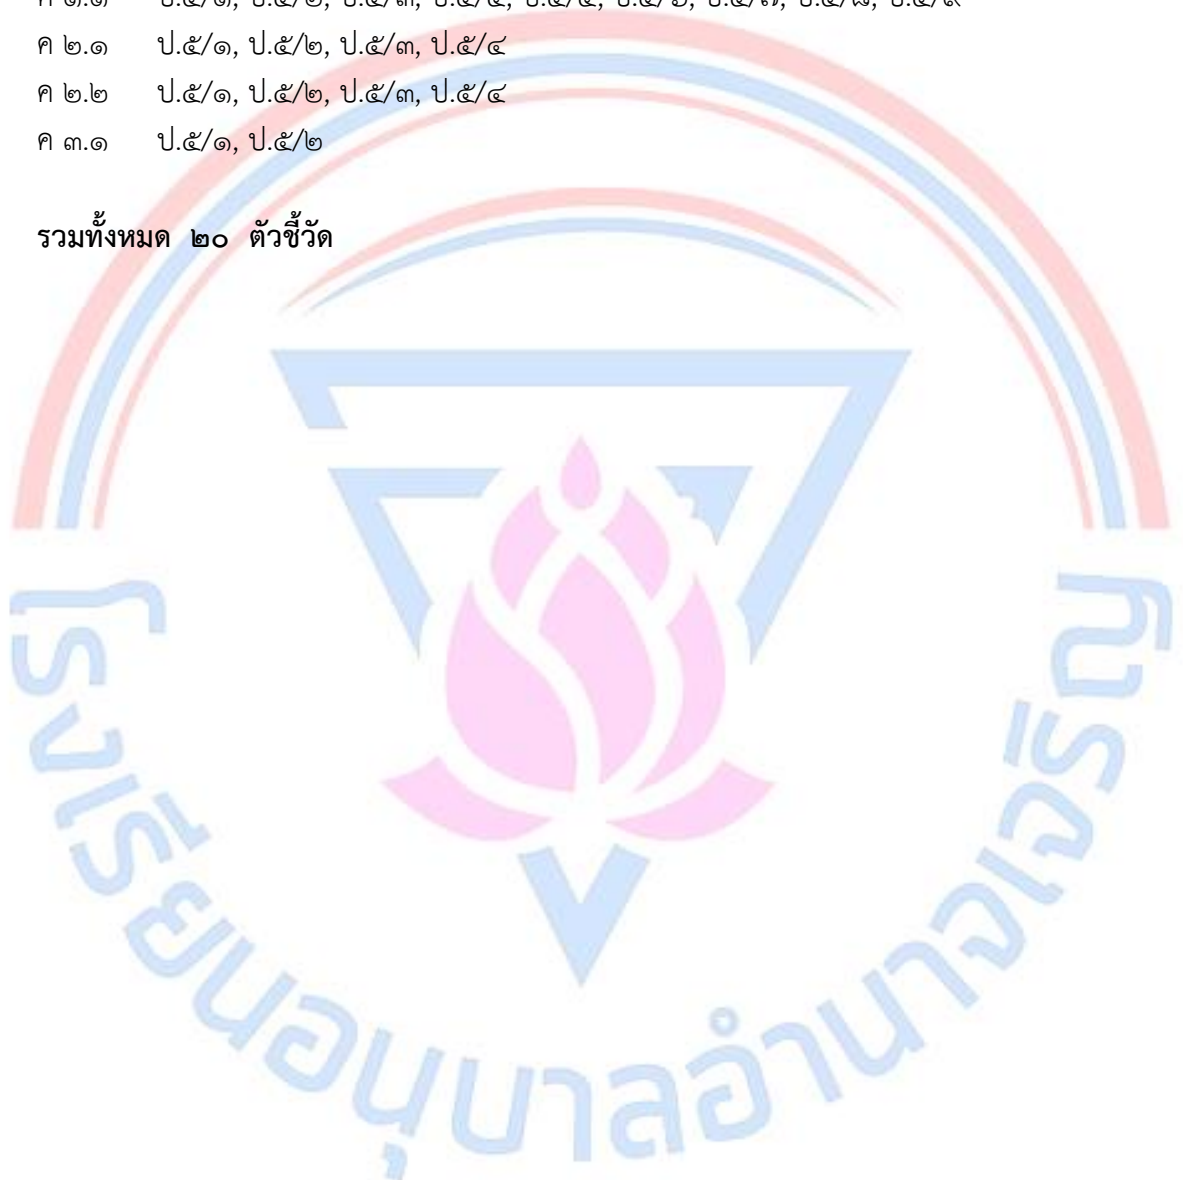 ค ๒.๑ ป.๕/๑, ป.๕/๒, ป.๕/๓, ป.๕/๔
ค ๒.๒ ป.๕/๑, ป.๕/๒, ป.๕/๓, ป.๕/๔
ค ๓.๑ ป.๕/๑, ป.๕/๒
รวมทั้งหมด ๒๐ ตัวชี้วัด
โรงเรียนอนุบาลอำนาจเจริญ